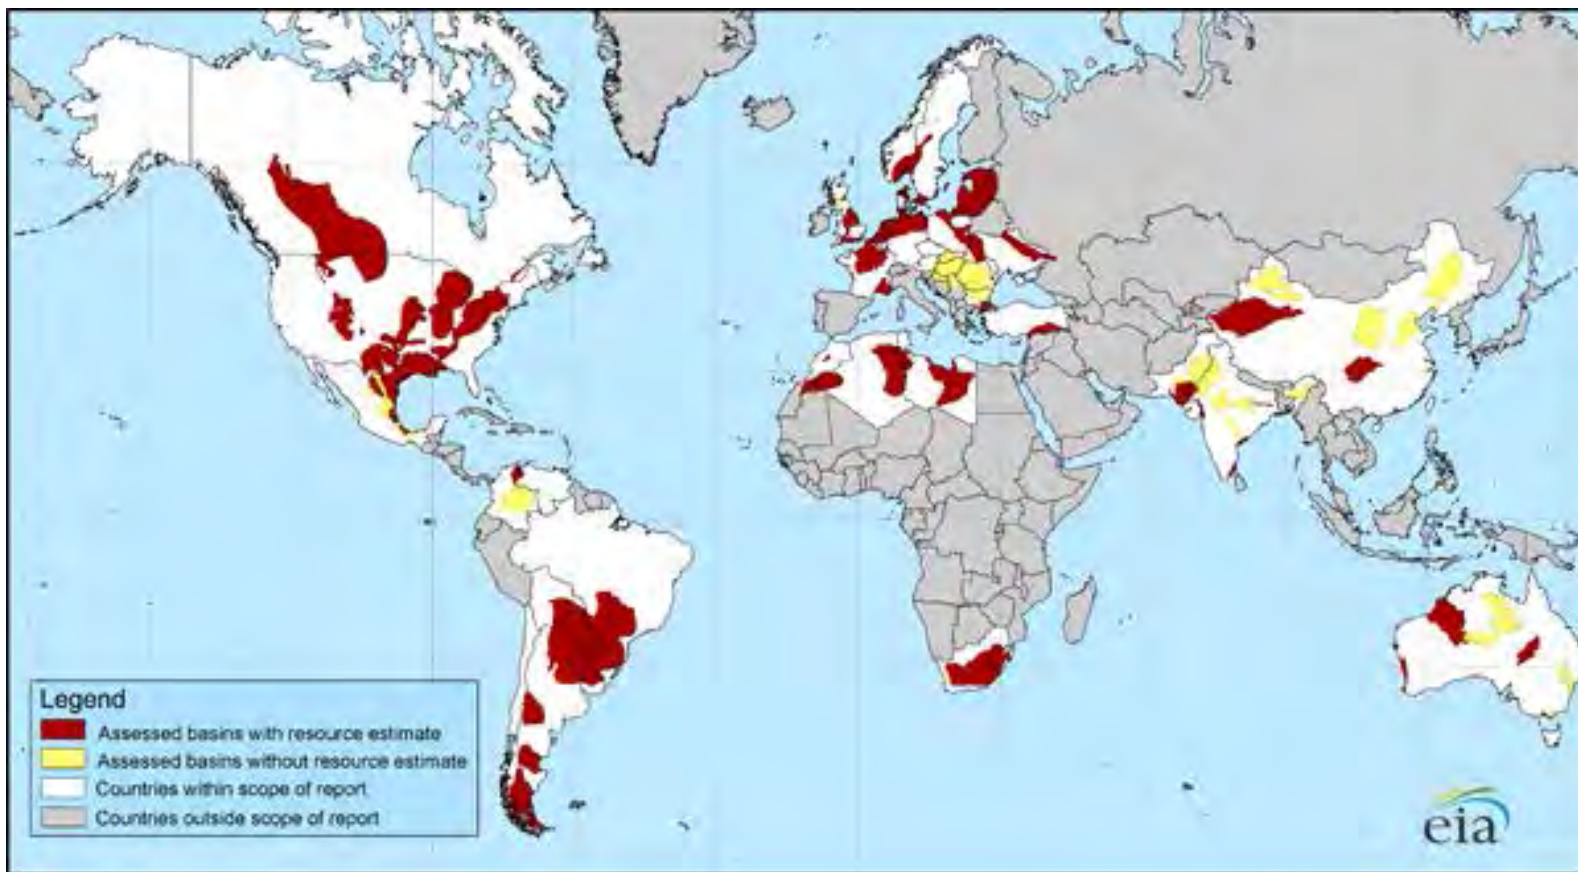 Legend
Assessed basins with resource estimate
Assessed basins without resource estimate
Countries within scope of report
Countries outside scope of report
eia